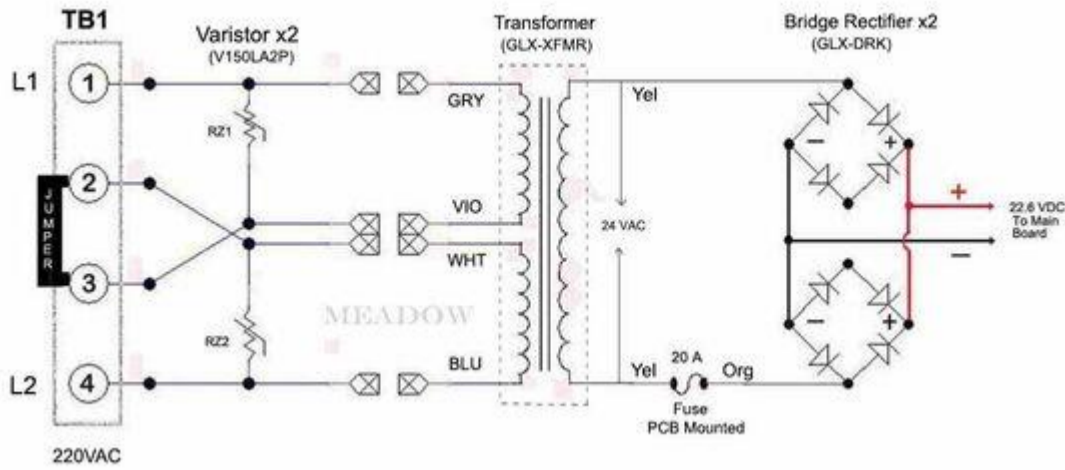 TB1
Varistor x2
(V150LA2P)
Transformer
(GLX-XFMR)
Bridge Rectifier x2
(GLX-DRK)
L1
1
GRY
Yel
RZ1
−
+
2
JUMPER
VIO
WHT
24 VAC
+
22.6 VDC
To Main
Board
−
3
MEADOW
RZ2
−
+
L2
4
BLU
Yel
20 A
Org
Fuse
PCB Mounted
220VAC